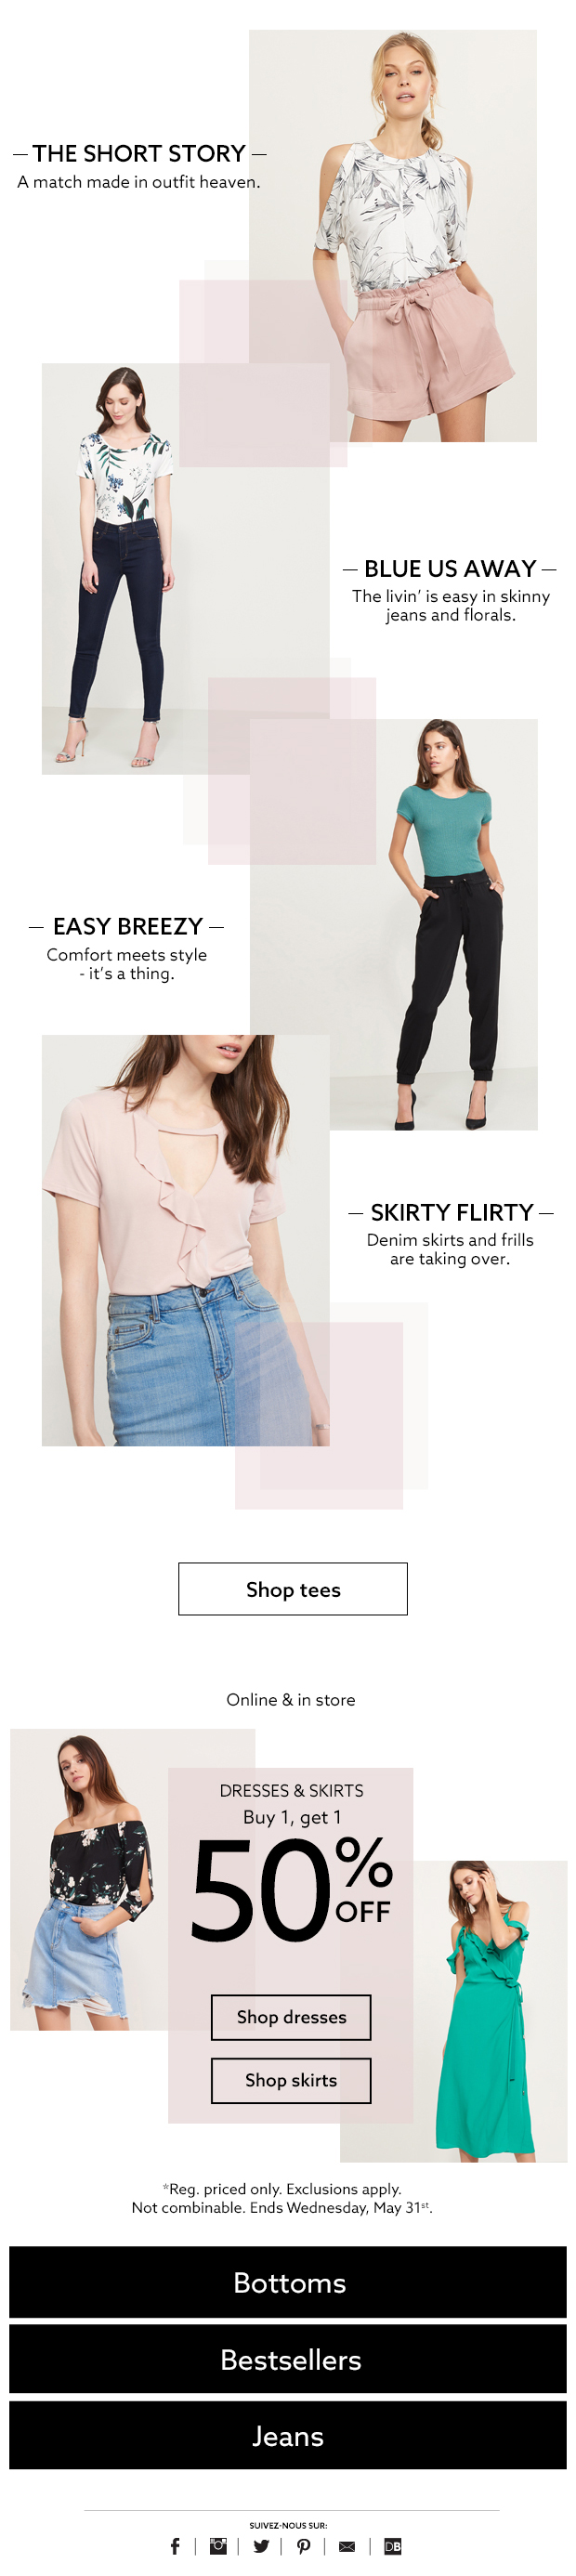 THE SHORT STORY
A match made in outfit heaven.
BLUE US AWAY
The livin' is easy in skinny
jeans and florals.
EASY BREEZY
Comfort meets style
- it's a thing.
SKIRTY FLIRTY
Denim skirts and frills
are taking over.
Shop tees
Online & in store
DRESSES & SKIRTS
Buy 1, get 1
50% OFF
Shop dresses
Shop skirts
*Reg. priced only. Exclusions apply.
Not combinable. Ends Wednesday, May 31st.
Bottoms
Bestsellers
Jeans
SUIVEZ-NOUS SUR:
DB